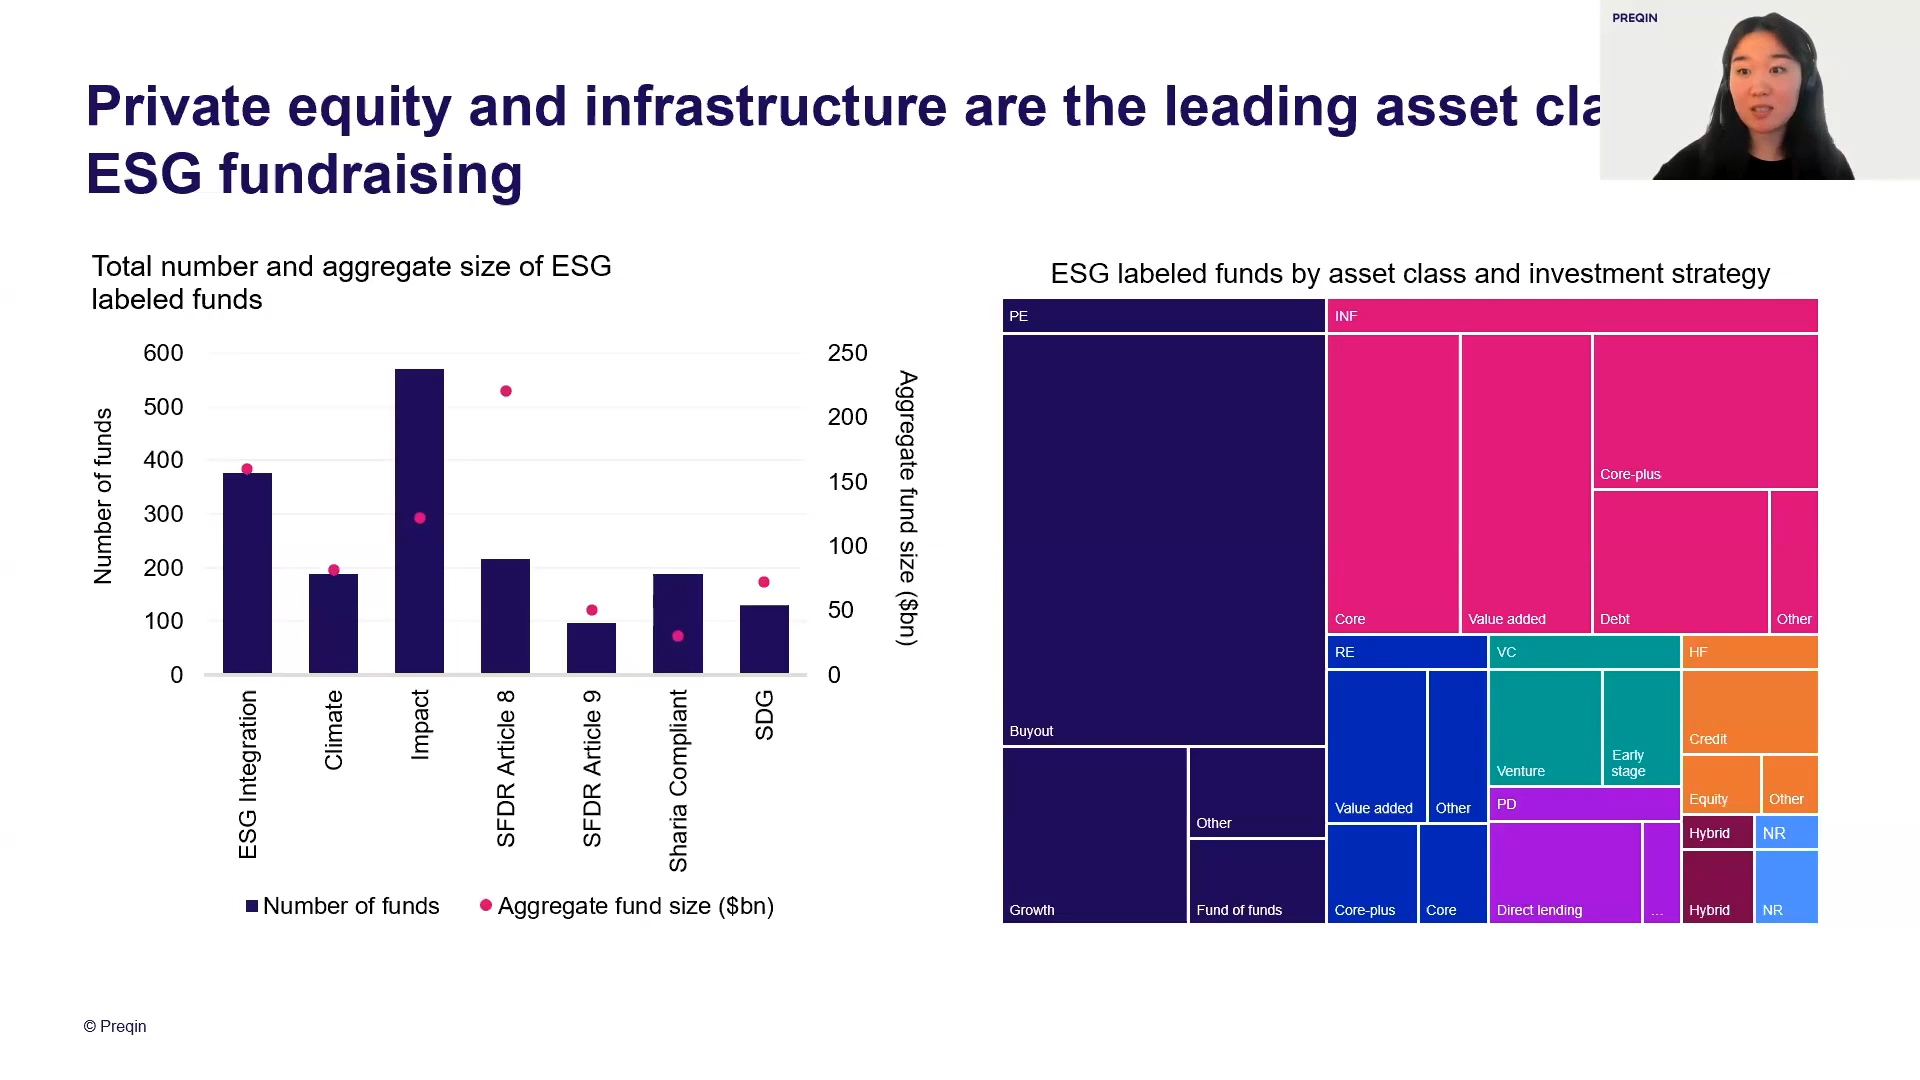 PREQIN
Private equity and infrastructure are the leading asset
ESG fundraising
Total number and aggregate size of ESG
labeled funds
600
500
400
300
200
100
0
Number of funds
250
200
150
100
50
0
Aggregate fund size ($bn)
ESG Integration
Climate
Impact
SFDR Article 8
SFDR Article 9
Sharia Compliant
SDG
Number of funds
Aggregate fund size ($bn)
ESG labeled funds by asset class and investment strategy
PE
Buyout
Growth
Other
Fund of funds
INF
Core
Value added
Core-plus
Debt
Other
RE
Value added
Other
Core-plus
Core
VC
Venture
Early
stage
PD
Direct lending
...
HF
Credit
Equity
Other
Hybrid
Hybrid
NR
NR
© Preqin